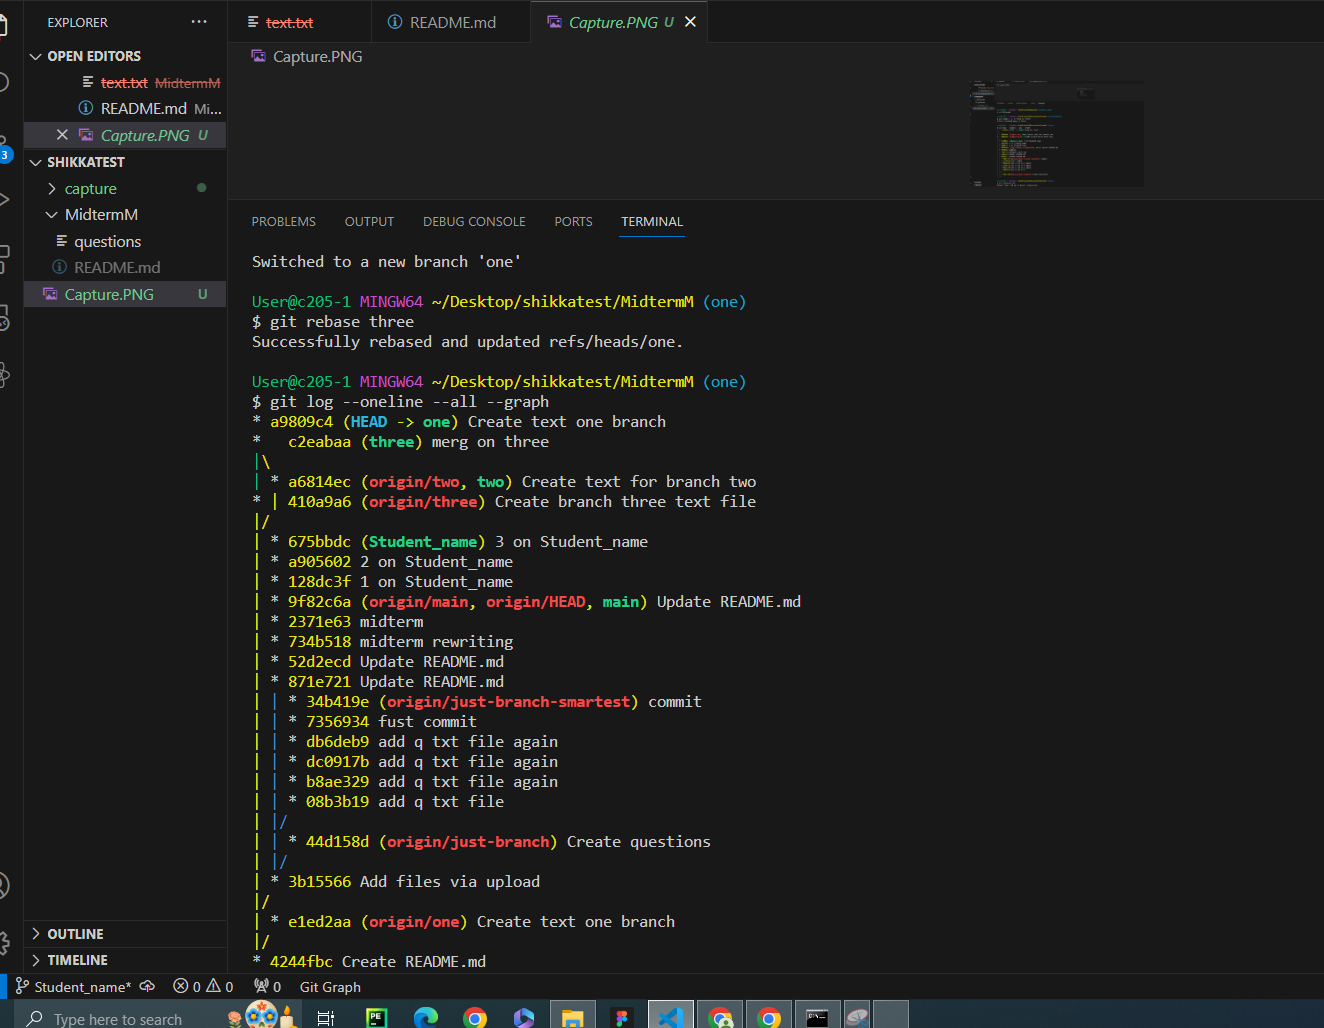 EXPLORER ···
OPEN EDITORS
text.txt MidtermM
README.md Mi...
Capture.PNG U
SHIKKATEST
capture
MidtermM
questions
README.md
Capture.PNG U
OUTLINE
TIMELINE
text.txt README.md Capture.PNG U
Capture.PNG
PROBLEMS OUTPUT DEBUG CONSOLE PORTS TERMINAL
Switched to a new branch 'one'
User@c205-1 MINGW64 ~/Desktop/shikkatest/MidtermM (one)
$ git rebase three
Successfully rebased and updated refs/heads/one.
User@c205-1 MINGW64 ~/Desktop/shikkatest/MidtermM (one)
$ git log --oneline --all --graph
* a9809c4 (HEAD -> one) Create text one branch
*   c2eabaa (three) merg on three
|\
| * a6814ec (origin/two, two) Create text for branch two
* | 410a9a6 (origin/three) Create branch three text file
|/
| * 675bbdc (Student_name) 3 on Student_name
| * a905602 2 on Student_name
| * 128dc3f 1 on Student_name
| * 9f82c6a (origin/main, origin/HEAD, main) Update README.md
| * 2371e63 midterm
| * 734b518 midterm rewriting
| * 52d2ecd Update README.md
| * 871e721 Update README.md
| | * 34b419e (origin/just-branch-smartest) commit
| | * 7356934 fust commit
| | * db6deb9 add q txt file again
| | * dc0917b add q txt file again
| | * b8ae329 add q txt file again
| | * 08b3b19 add q txt file
| |/
| | * 44d158d (origin/just-branch) Create questions
| |/
| * 3b15566 Add files via upload
|/
| * e1ed2aa (origin/one) Create text one branch
|/
* 4244fbc Create README.md
3
Student_name* 0 0 0 Git Graph
Type here to search
PE